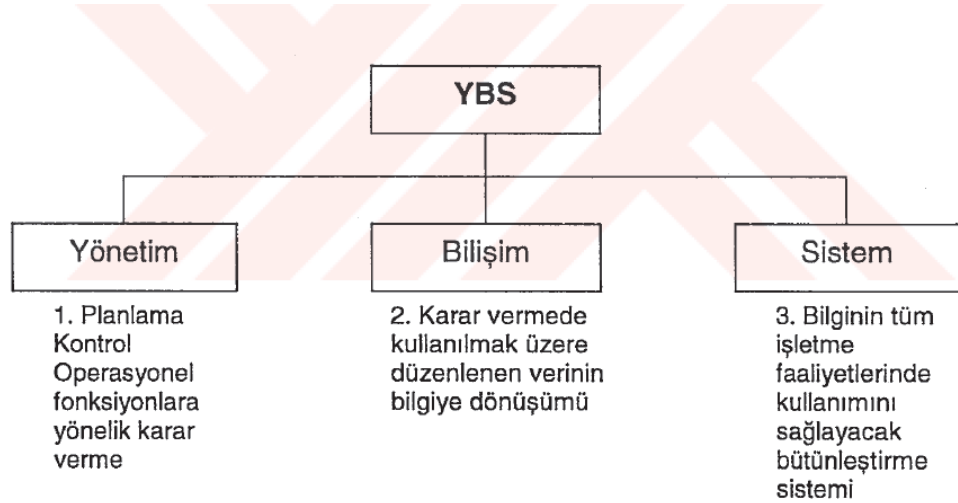 YBS
Yönetim
Bilişim
Sistem
1. Planlama
Kontrol
Operasyonel
fonksiyonlara
yönelik karar
verme
2. Karar vermede
kullanılmak üzere
düzenlenen verinin
bilgiye dönüşümü
3. Bilginin tüm
işletme
faaliyetlerinde
kullanımını
sağlayacak
bütünleştirme
sistemi